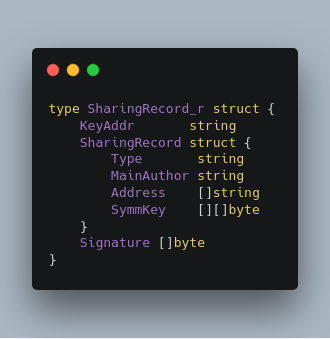 type SharingRecord_r struct {
    KeyAddr       string
    SharingRecord struct {
        Type       string
        MainAuthor string
        Address    []string
        SymmKey    [][]byte
    }
    Signature []byte
}